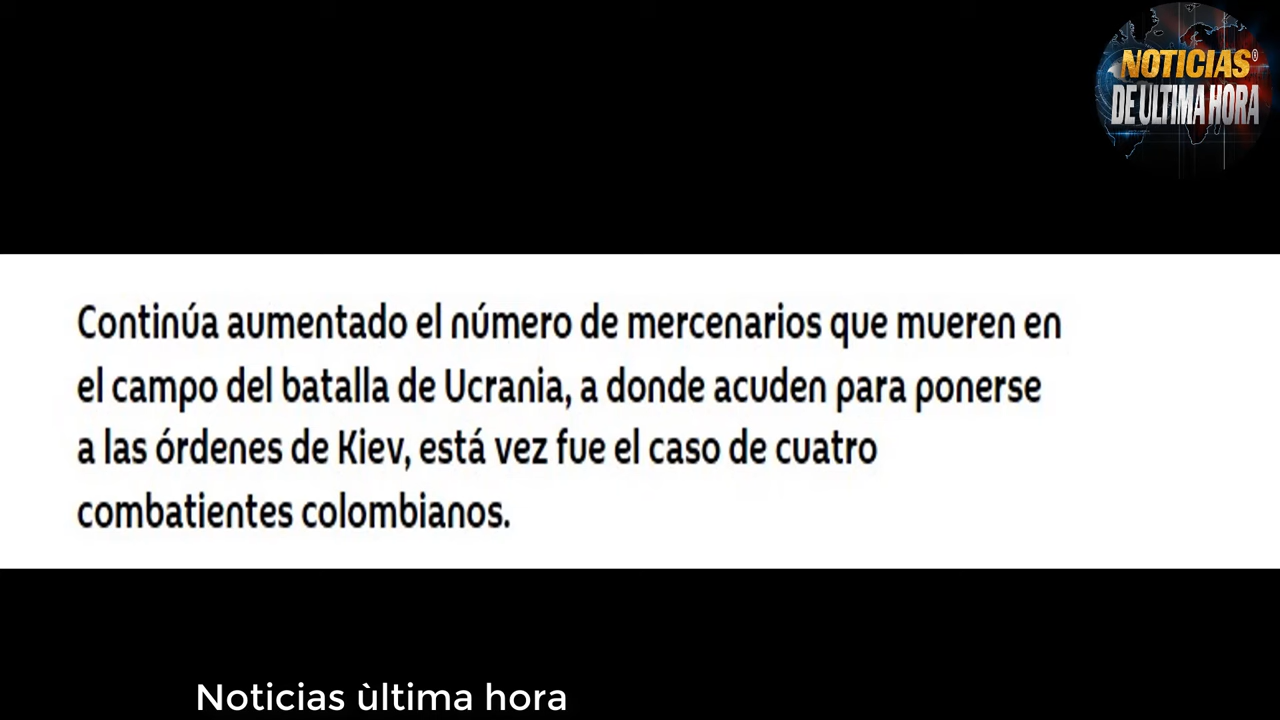 NOTICIAS®
DE ULTIMA HORA
Continúa aumentado el número de mercenarios que mueren en
el campo del batalla de Ucrania, a donde acuden para ponerse
a las órdenes de Kiev, está vez fue el caso de cuatro
combatientes colombianos.
Noticias ùltima hora